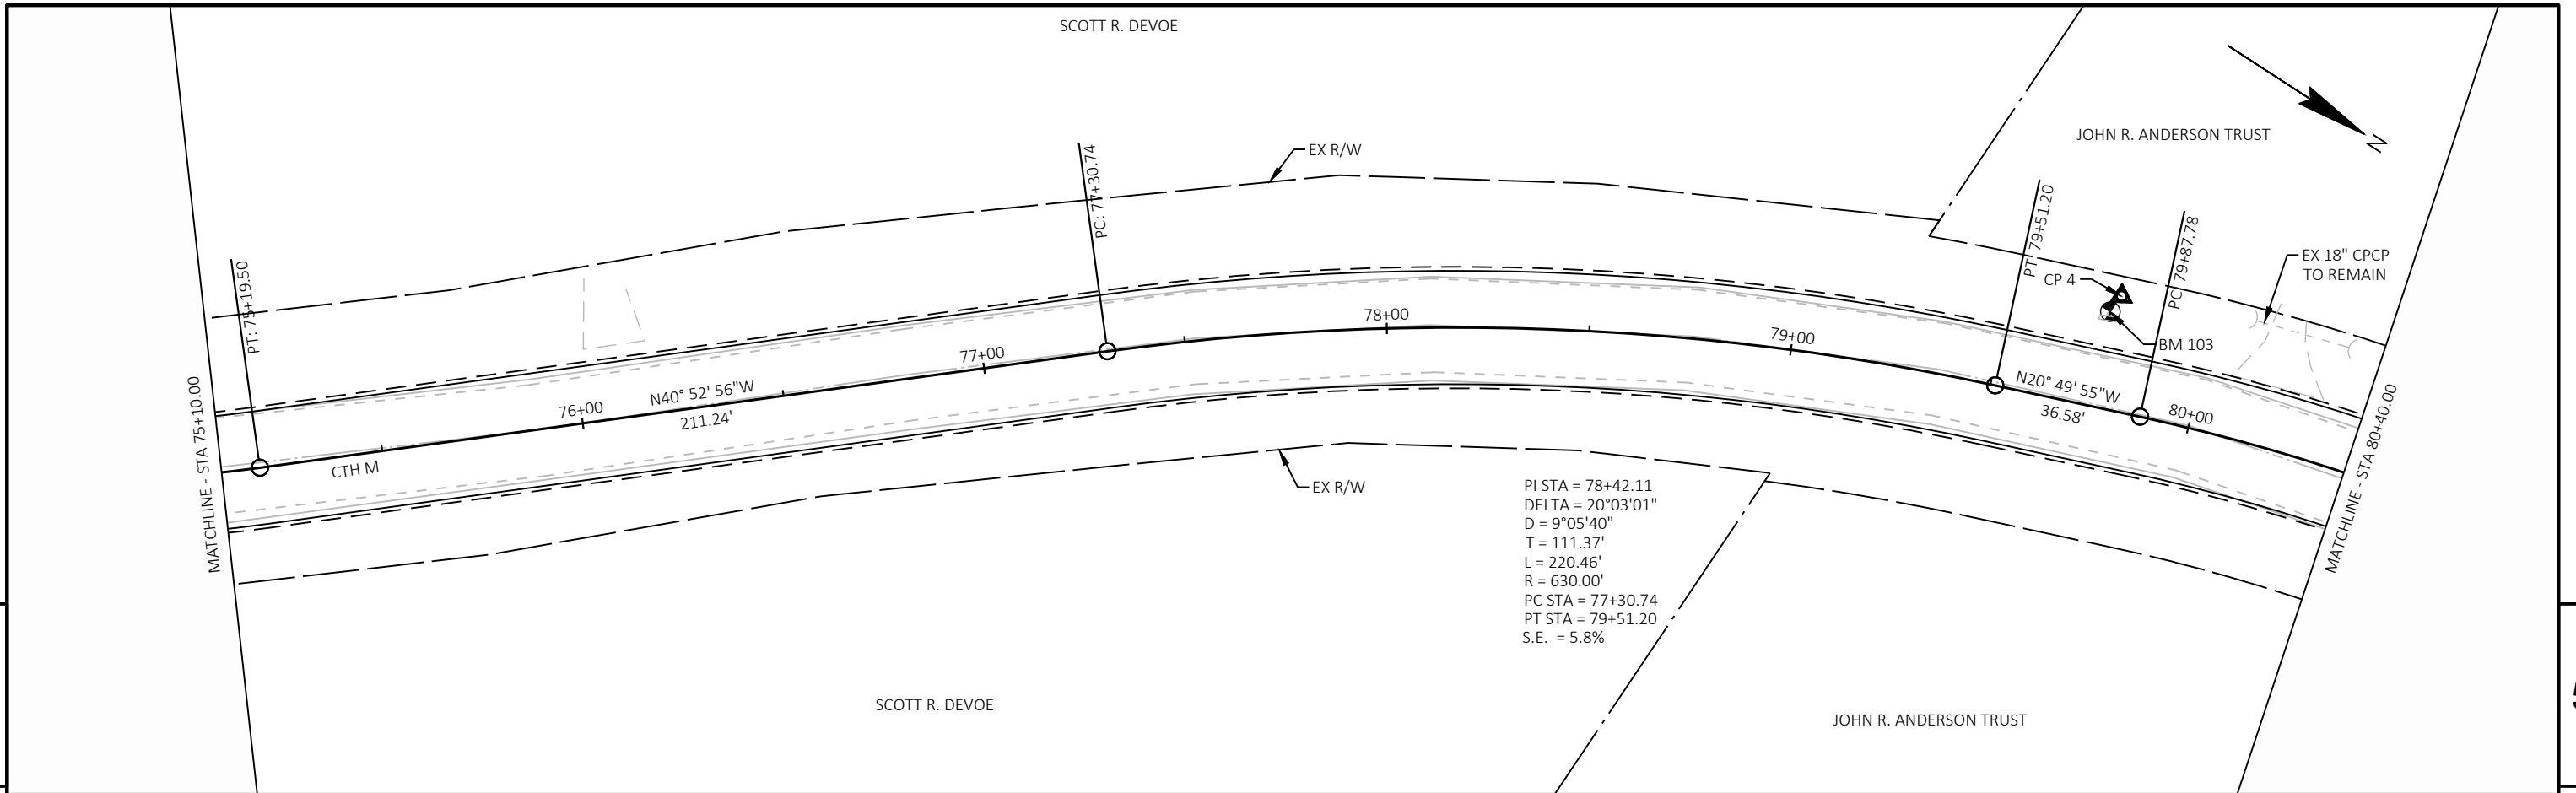 SCOTT R. DEVOE
JOHN R. ANDERSON TRUST
N
EX R/W
PC: 77+30.74
PT: 79+51.20
PC: 79+87.78
PT: 75+19.50
CP 4
EX 18" CPCP
TO REMAIN
BM 103
78+00
79+00
77+00
76+00
80+00
N40° 52' 56"W
211.24'
N20° 49' 55"W
36.58'
CTH M
MATCHLINE - STA 75+10.00
MATCHLINE - STA 80+40.00
EX R/W
PI STA = 78+42.11
DELTA = 20°03'01"
D = 9°05'40"
T = 111.37'
L = 220.46'
R = 630.00'
PC STA = 77+30.74
PT STA = 79+51.20
S.E. = 5.8%
SCOTT R. DEVOE
JOHN R. ANDERSON TRUST